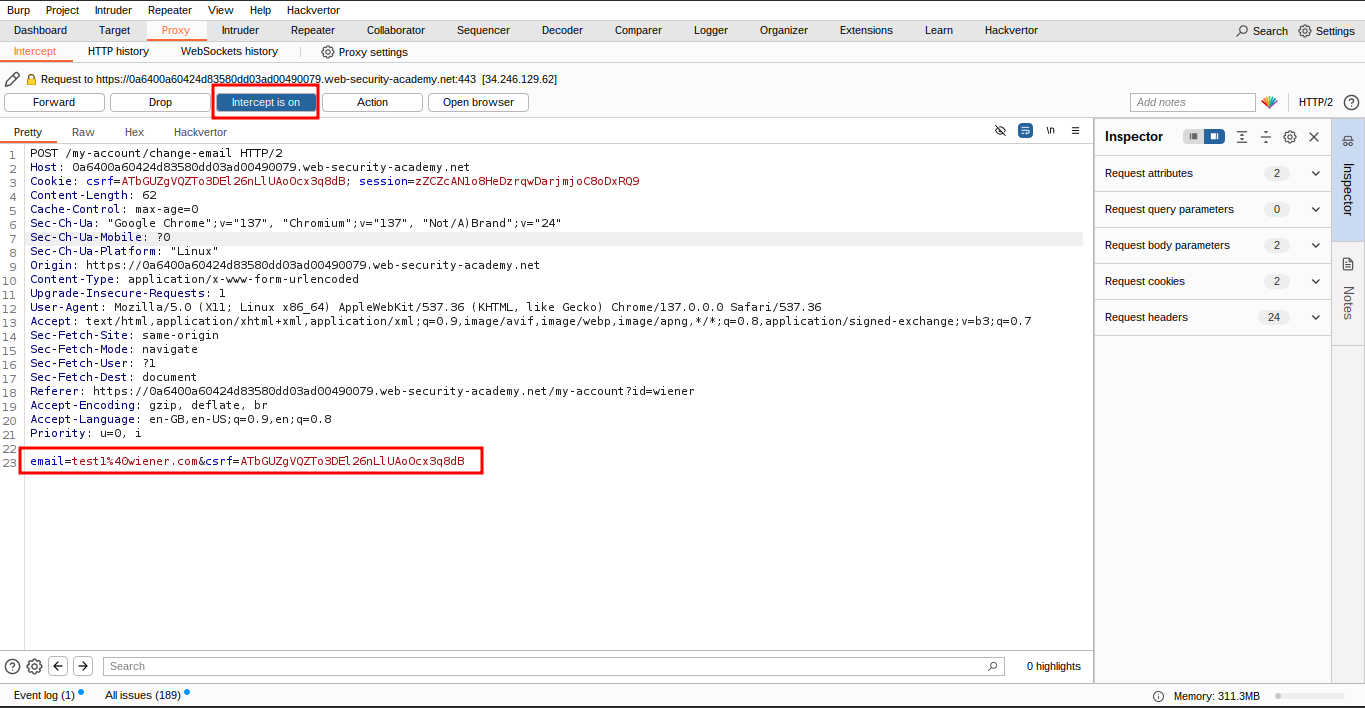 Burp Project Intruder Repeater View Help Hackvertor
Dashboard Target Proxy Intruder Repeater Collaborator Sequencer Decoder Comparer Logger Organizer Extensions Learn Hackvertor Search Settings
Intercept HTTP history WebSockets history Proxy settings
Request to https://0a6400a60424d83580dd03ad00490079.web-security-academy.net:443 [34.246.129.62]
Forward Drop Intercept is on Action Open browser Add notes HTTP/2
Pretty Raw Hex Hackvertor \n
1 POST /my-account/change-email HTTP/2
2 Host: 0a6400a60424d83580dd03ad00490079.web-security-academy.net
3 Cookie: csrf=ATbGUZgVQZTo3DEl26nLlUAoOcx3q8dB; session=zZCZcAN1o8HeDzrqwDarjmjoC8oDxRQ9
4 Content-Length: 62
5 Cache-Control: max-age=0
6 Sec-Ch-Ua: "Google Chrome";v="137", "Chromium";v="137", "Not/A)Brand";v="24"
7 Sec-Ch-Ua-Mobile: ?0
8 Sec-Ch-Ua-Platform: "Linux"
9 Origin: https://0a6400a60424d83580dd03ad00490079.web-security-academy.net
10 Content-Type: application/x-www-form-urlencoded
11 Upgrade-Insecure-Requests: 1
12 User-Agent: Mozilla/5.0 (X11; Linux x86_64) AppleWebKit/537.36 (KHTML, like Gecko) Chrome/137.0.0.0 Safari/537.36
13 Accept: text/html,application/xhtml+xml,application/xml;q=0.9,image/avif,image/webp,image/apng,*/*;q=0.8,application/signed-exchange;v=b3;q=0.7
14 Sec-Fetch-Site: same-origin
15 Sec-Fetch-Mode: navigate
16 Sec-Fetch-User: ?1
17 Sec-Fetch-Dest: document
18 Referer: https://0a6400a60424d83580dd03ad00490079.web-security-academy.net/my-account?id=wiener
19 Accept-Encoding: gzip, deflate, br
20 Accept-Language: en-GB,en-US;q=0.9,en;q=0.8
21 Priority: u=0, i
22
23 email=test1%40wiener.com&csrf=ATbGUZgVQZTo3DEl26nLlUAoOcx3q8dB
Inspector
Request attributes 2
Request query parameters 0
Request body parameters 2
Request cookies 2
Request headers 24
Inspector
Notes
Search 0 highlights
Event log (1) All issues (189) Memory: 311.3MB